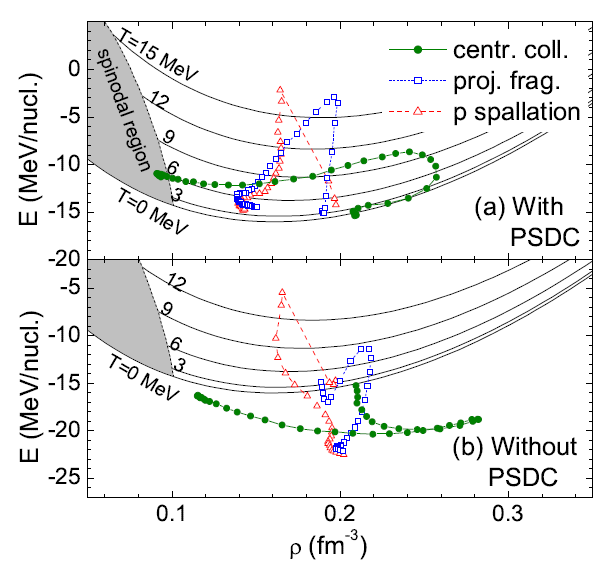 0
-5
-10
-15
-20
E (MeV/nucl.)
T=15 MeV
12
9
6
3
T=0 MeV
spinodal region
centr. coll.
proj. frag.
p spallation
(a) With
PSDC
-5
-10
-15
-20
-25
E (MeV/nucl.)
12
9
6
3
T=0 MeV
(b) Without
PSDC
0.1
0.2
0.3
ρ (fm⁻³)